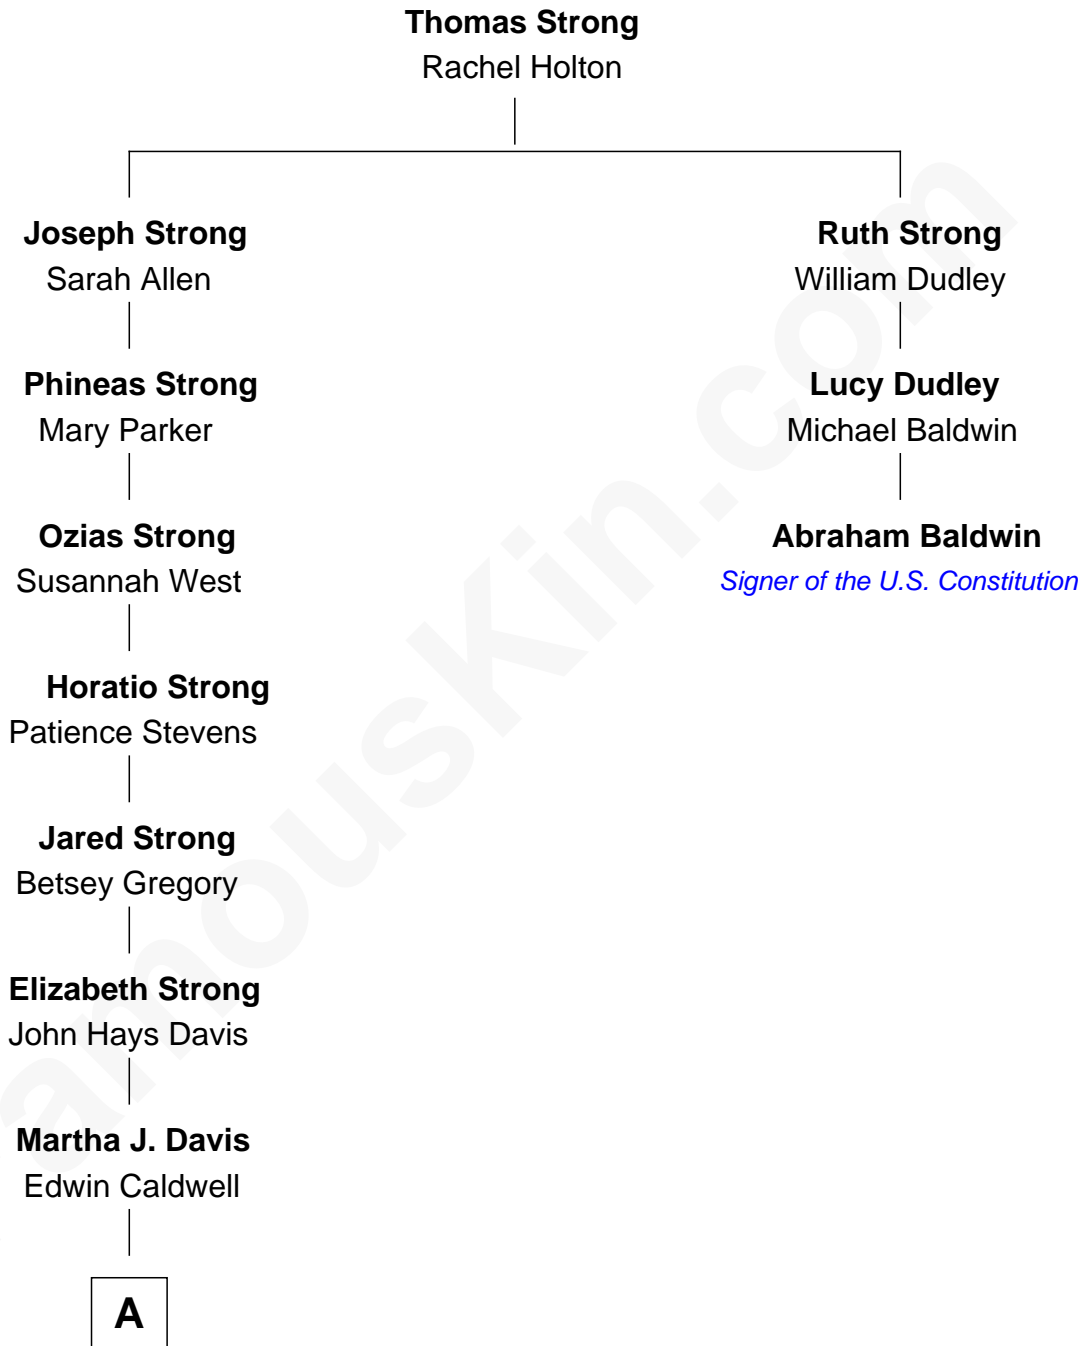 Thomas Strong
Rachel Holton
Joseph Strong
Sarah Allen
Ruth Strong
William Dudley
Phineas Strong
Mary Parker
Lucy Dudley
Michael Baldwin
Ozias Strong
Susannah West
Abraham Baldwin
Signer of the U.S. Constitution
Horatio Strong
Patience Stevens
Jared Strong
Betsey Gregory
Elizabeth Strong
John Hays Davis
Martha J. Davis
Edwin Caldwell
A
amouskin.com